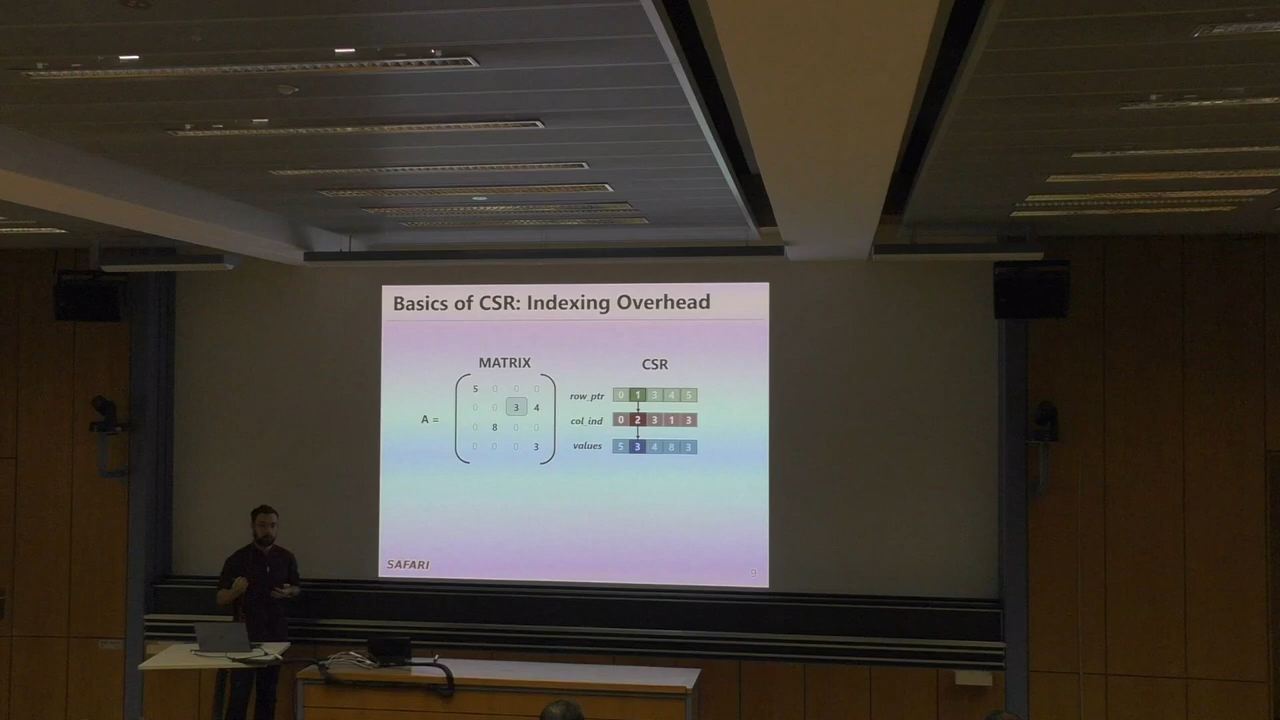 Basics of CSR: Indexing Overhead
MATRIX
CSR
A =
5 0 0 0
0 0 3 4
0 8 0 0
0 0 0 3
row_ptr 0 1 3 4 5
col_ind 0 2 3 1 3
values 5 3 4 8 3
SAFARI
9